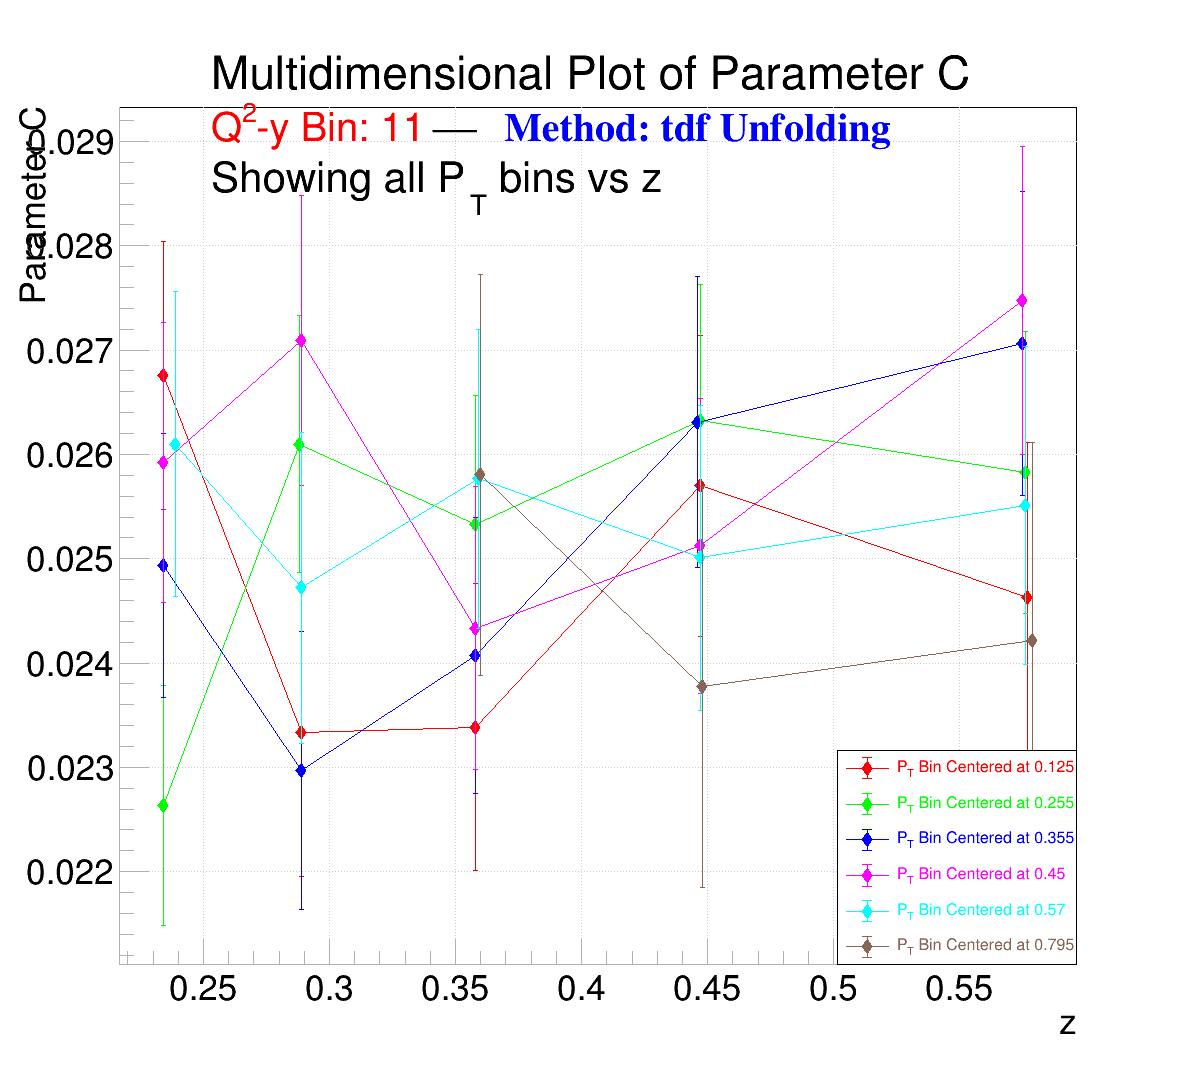 Multidimensional Plot of Parameter C
Q²-y Bin: 11 — Method: tdf Unfolding
Showing all P_T bins vs z
Parameter C
0.029
0.028
0.027
0.026
0.025
0.024
0.023
0.022
P_T Bin Centered at 0.125
P_T Bin Centered at 0.255
P_T Bin Centered at 0.355
P_T Bin Centered at 0.45
P_T Bin Centered at 0.57
P_T Bin Centered at 0.795
0.25 0.3 0.35 0.4 0.45 0.5 0.55
z